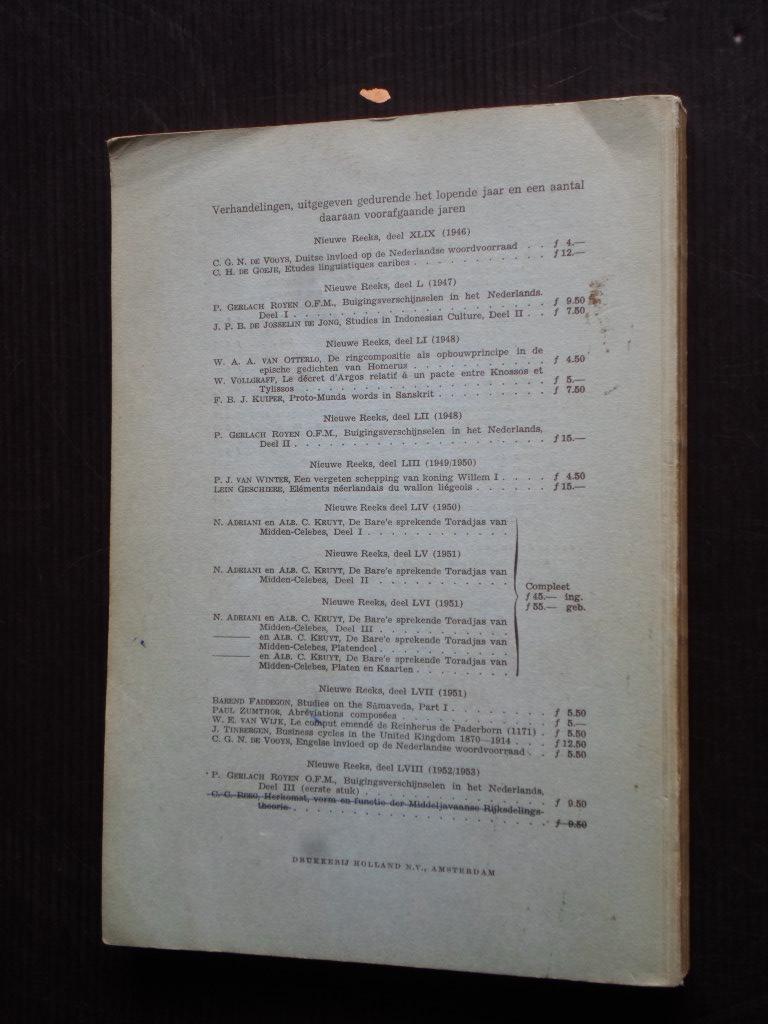 Verhandelingen, uitgegeven gedurende het lopende jaar en een aantal
daaraan voorafgaande jaren
Nieuwe Reeks, deel XLIX (1946)
C. G. N. DE VOOYS, Duitse invloed op de Nederlandse woordvoorraad . . f 4.—
C. H. DE GOEJE, Etudes linguistiques caribes . . . . . . . . . . f 12.—
Nieuwe Reeks, deel L (1947)
P. GERLACH ROYEN O.F.M., Buigingsverschijnselen in het Nederlands.
Deel I . . . . . . . . . . . . . . . . . . . f 9.50
J. P. B. DE JOSSELIN DE JONG, Studies in Indonesian Culture, Deel II . . f 7.50
Nieuwe Reeks, deel LI (1948)
W. A. A. VAN OTTERLO, De ringcompositie als opbouwprincipe in de
epische gedichten van Homerus . . . . . . . . . . f 4.50
W. VOLLGRAFF, Le décret d'Argos relatif à un pacte entre Knossos et
Tylissos . . . . . . . . . . . . . . . . . . f 5.—
F. B. J. KUIPER, Proto-Munda words in Sanskrit . . . . . . . . f 7.50
Nieuwe Reeks, deel LII (1948)
P. GERLACH ROYEN O.F.M., Buigingsverschijnselen in het Nederlands,
Deel II . . . . . . . . . . . . . . . . . . . f 15.—
Nieuwe Reeks, deel LIII (1949/1950)
P. J. VAN WINTER, Een vergeten schepping van koning Willem I . . . . f 4.50
LEIN GESCHIERE, Eléments néerlandais du wallon liégeois . . . . . . f 15.—
Nieuwe Reeks deel LIV (1950)
N. ADRIANI en ALB. C. KRUYT, De Bare'e sprekende Toradjas van
Midden-Celebes, Deel I . . . . . . . . . . . .
Nieuwe Reeks, deel LV (1951)
N. ADRIANI en ALB. C. KRUYT, De Bare'e sprekende Toradjas van
Midden-Celebes, Deel II . . . . . . . . . . . .
Compleet
f 45.— ing.
f 55.— geb.
Nieuwe Reeks, deel LVI (1951)
N. ADRIANI en ALB. C. KRUYT, De Bare'e sprekende Toradjas van
Midden-Celebes, Deel III . . . . . . . . . . .
——— en ALB. C. KRUYT, De Bare'e sprekende Toradjas van
Midden-Celebes, Platendeel . . . . . . . . . . .
——— en ALB. C. KRUYT, De Bare'e sprekende Toradjas van
Midden-Celebes, Platen en Kaarten . . . . . . . .
Nieuwe Reeks, deel LVII (1951)
BAREND FADDEGON, Studies on the Sāmaveda, Part I . . . . . . . . f 5.50
PAUL ZUMTHOR, Abréviations composées . . . . . . . . . . . . f 5.—
W. E. VAN WIJK, Le comput emendé de Reinherus de Paderborn (1171) . f 5.50
J. TINBERGEN, Business cycles in the United Kingdom 1870—1914 . . . f 12.50
C. G. N. DE VOOYS, Engelse invloed op de Nederlandse woordvoorraad . . f 5.50
Nieuwe Reeks, deel LVIII (1952/1953)
P. GERLACH ROYEN O.F.M., Buigingsverschijnselen in het Nederlands,
Deel III (eerste stuk) . . . . . . . . . . . . . . f 9.50
C. C. BERG, Herkomst, vorm en functie der Middeljavaanse Rijksdelings-
theorie . . . . . . . . . . . . . . . . . . . f 9.50
DRUKKERIJ HOLLAND N.V., AMSTERDAM